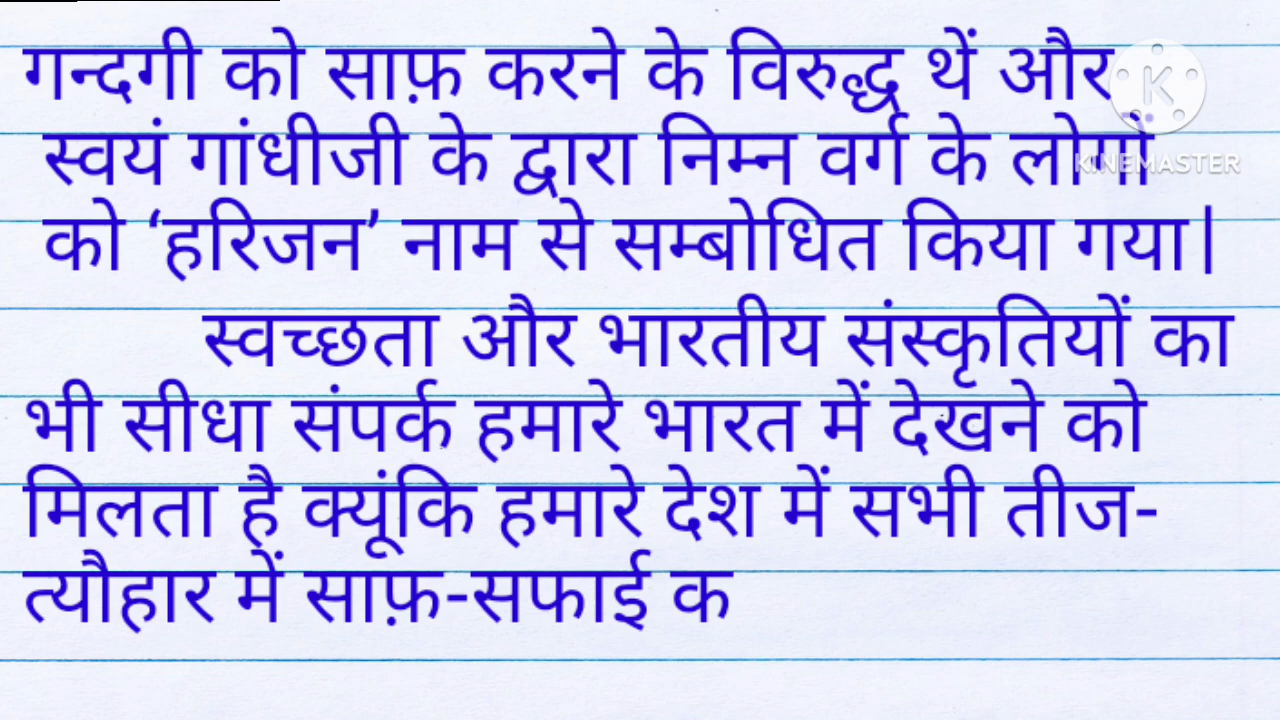 गन्दगी को साफ़ करने के विरुद्ध थें और
स्वयं गांधीजी के द्वारा निम्न वर्ग के लोगों
को ‘हरिजन’ नाम से सम्बोधित किया गया|
स्वच्छता और भारतीय संस्कृतियों का
भी सीधा संपर्क हमारे भारत में देखने को
मिलता है क्यूंकि हमारे देश में सभी तीज-
त्यौहार में साफ़-सफाई क
KINEMASTER